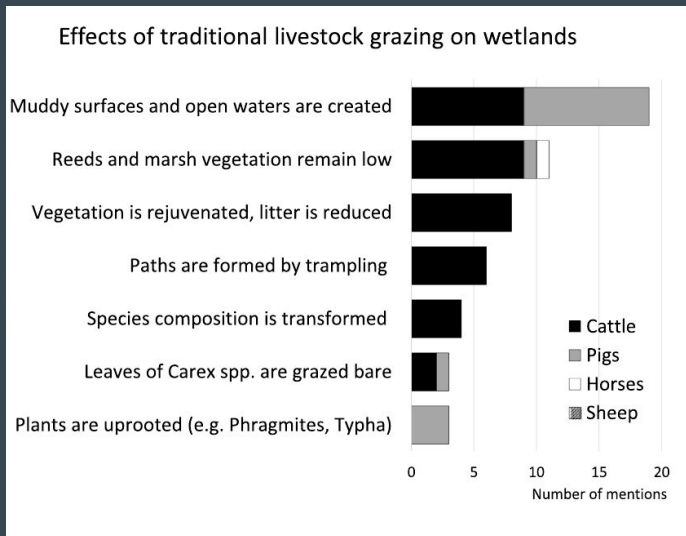 Effects of traditional livestock grazing on wetlands
Muddy surfaces and open waters are created
Reeds and marsh vegetation remain low
Vegetation is rejuvenated, litter is reduced
Paths are formed by trampling
Species composition is transformed
Leaves of Carex spp. are grazed bare
Plants are uprooted (e.g. Phragmites, Typha)
Cattle
Pigs
Horses
Sheep
0 5 10 15 20
Number of mentions